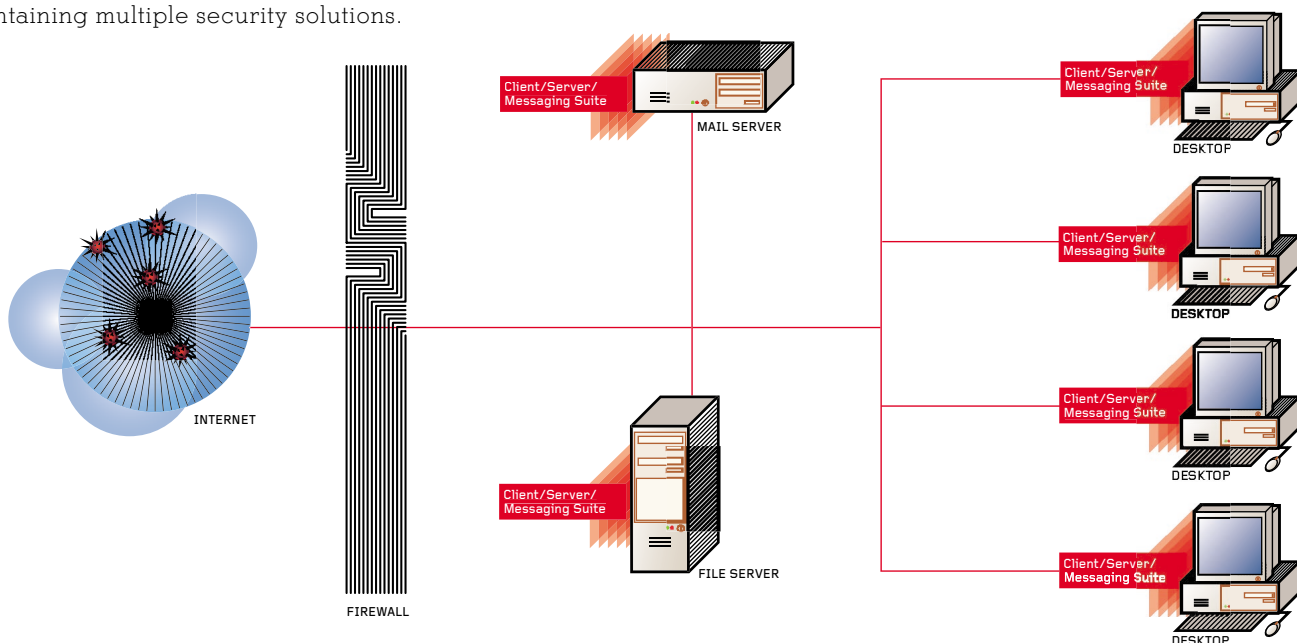 ntaining multiple security solutions.
Client/Server/
Messaging Suite
MAIL SERVER
Client/Server/
Messaging Suite
DESKTOP
Client/Server/
Messaging Suite
DESKTOP
INTERNET
Client/Server/
Messaging Suite
DESKTOP
Client/Server/
Messaging Suite
FILE SERVER
Client/Server/
Messaging Suite
DESKTOP
FIREWALL